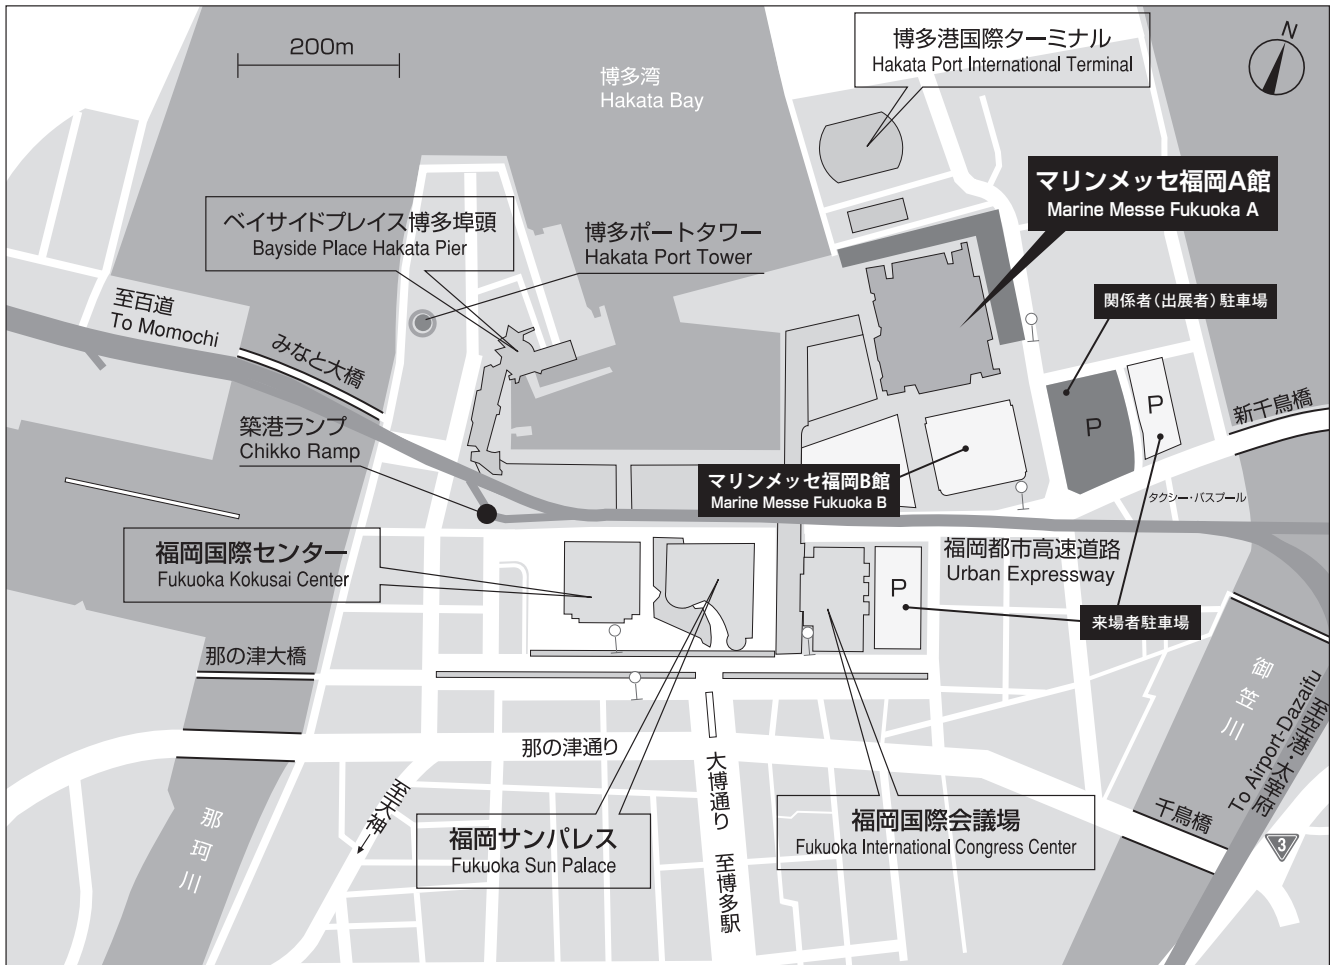 200m
博多湾
Hakata Bay
博多港国際ターミナル
Hakata Port International Terminal
N
マリンメッセ福岡A館
Marine Messe Fukuoka A
ベイサイドプレイス博多埠頭
Bayside Place Hakata Pier
博多ポートタワー
Hakata Port Tower
関係者(出展者)駐車場
至百道
To Momochi
みなと大橋
築港ランプ
Chikko Ramp
P
P
新千鳥橋
マリンメッセ福岡B館
Marine Messe Fukuoka B
タクシー・バスプール
福岡国際センター
Fukuoka Kokusai Center
福岡都市高速道路
Urban Expressway
P
来場者駐車場
那の津大橋
御笠川
至空港・太宰府
To Airport·Dazaifu
那の津通り
大博通り 至博多駅
至天神→
那珂川
福岡サンパレス
Fukuoka Sun Palace
福岡国際会議場
Fukuoka International Congress Center
千鳥橋
3